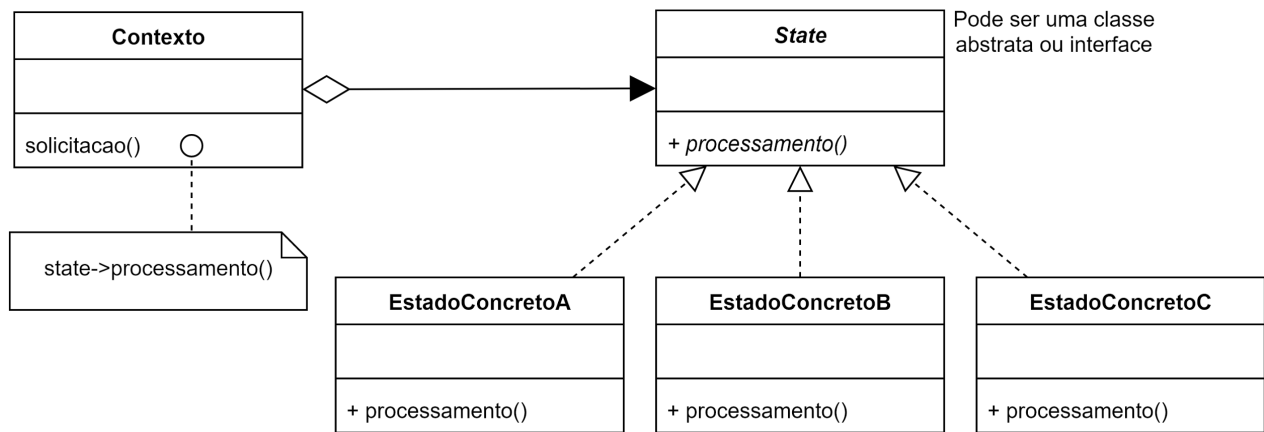 Contexto
solicitacao()
state->processamento()
State
+ processamento()
Pode ser uma classe
abstrata ou interface
EstadoConcretoA
+ processamento()
EstadoConcretoB
+ processamento()
EstadoConcretoC
+ processamento()